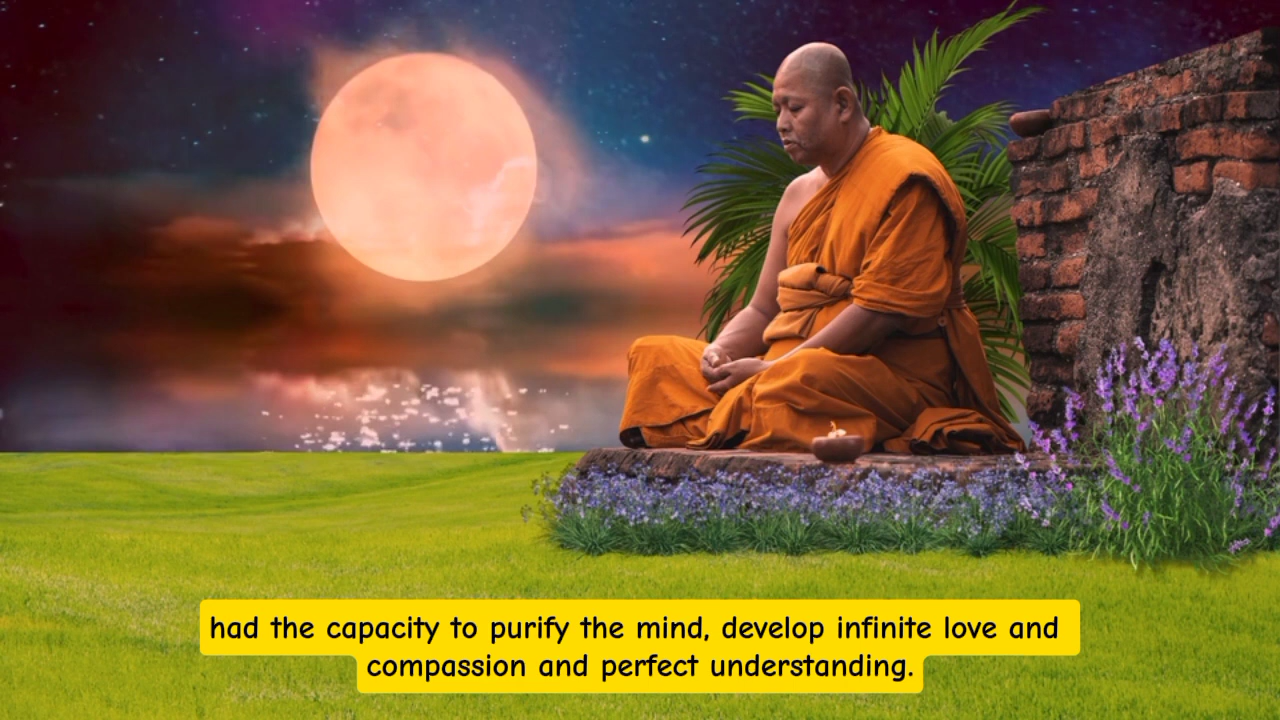 had the capacity to purify the mind, develop infinite love and
compassion and perfect understanding.